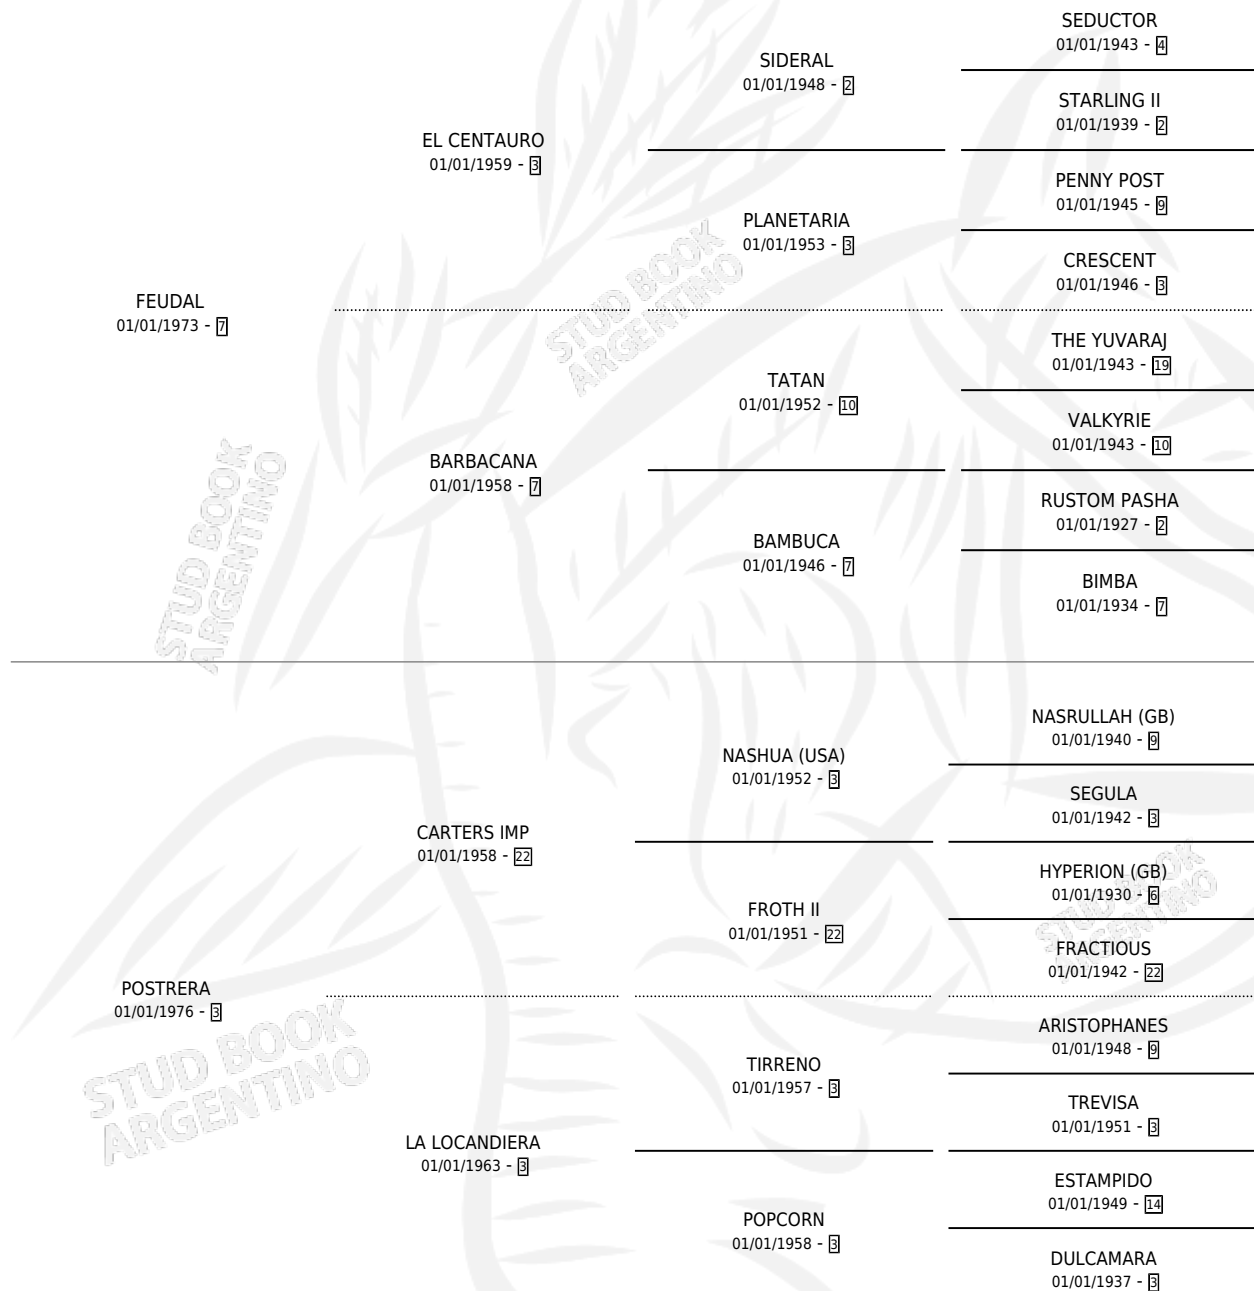 SEDUCTOR
01/01/1943 - 4
SIDERAL
01/01/1948 - 2
STARLING II
01/01/1939 - 2
EL CENTAURO
01/01/1959 - 3
PENNY POST
01/01/1945 - 9
PLANETARIA
01/01/1953 - 3
CRESCENT
01/01/1946 - 3
FEUDAL
01/01/1973 - 7
THE YUVARAJ
01/01/1943 - 19
TATAN
01/01/1952 - 10
VALKYRIE
01/01/1943 - 10
BARBACANA
01/01/1958 - 7
RUSTOM PASHA
01/01/1927 - 2
BAMBUCA
01/01/1946 - 7
BIMBA
01/01/1934 - 7
NASRULLAH (GB)
01/01/1940 - 9
NASHUA (USA)
01/01/1952 - 3
SEGULA
01/01/1942 - 3
CARTERS IMP
01/01/1958 - 22
HYPERION (GB)
01/01/1930 - 6
FROTH II
01/01/1951 - 22
FRACTIOUS
01/01/1942 - 22
POSTRERA
01/01/1976 - 3
ARISTOPHANES
01/01/1948 - 9
TIRRENO
01/01/1957 - 3
TREVISA
01/01/1951 - 3
LA LOCANDIERA
01/01/1963 - 3
ESTAMPIDO
01/01/1949 - 14
POPCORN
01/01/1958 - 3
DULCAMARA
01/01/1937 - 3
STUD BOOK
ARGENTINO
STUD BOOK
ARGENTINO
STUD BOOK
ARGENTINO
STUD BOOK
ARGENTINO